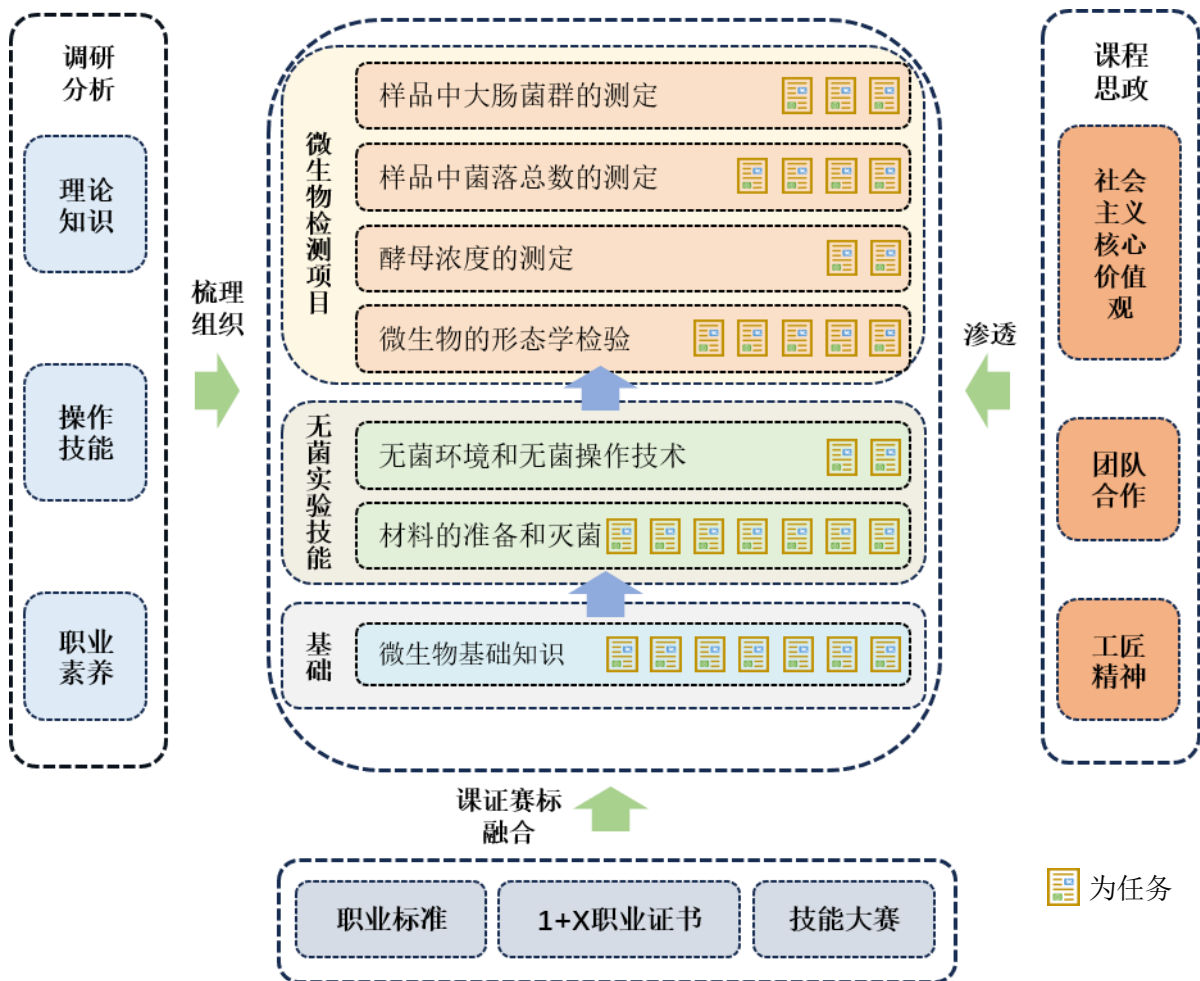 调研
分析
理论
知识
操作
技能
职业
素养
梳理
组织
微生物检测项目
样品中大肠菌群的测定
样品中菌落总数的测定
酵母浓度的测定
微生物的形态学检验
无菌实验技能
无菌环境和无菌操作技术
材料的准备和灭菌
基础
微生物基础知识
渗透
课程
思政
社会
主义
核心
价值
观
团队
合作
工匠
精神
课证赛标
融合
职业标准
1+X职业证书
技能大赛
为任务